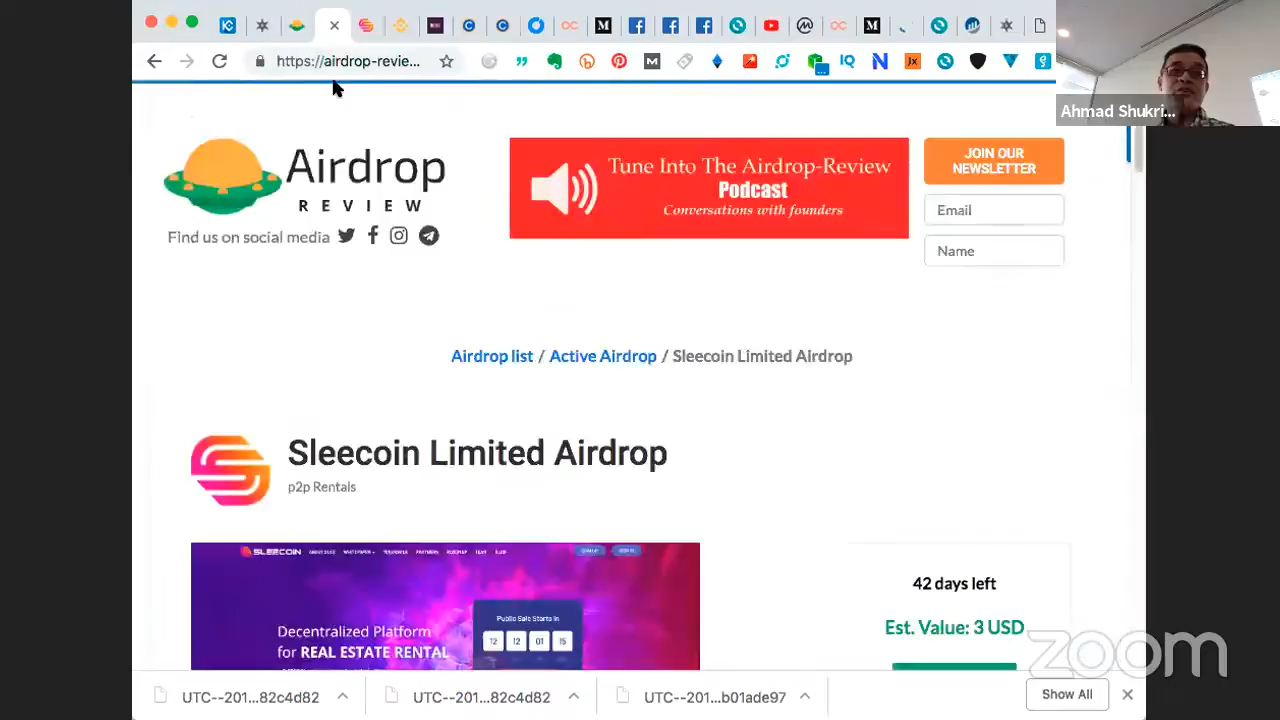 https://airdrop-revie...
Ahmad Shukri...
Airdrop
REVIEW
Find us on social media
Tune Into The Airdrop-Review
Podcast
Conversations with founders
JOIN OUR
NEWSLETTER
Email
Name
Airdrop list / Active Airdrop / Sleecoin Limited Airdrop
Sleecoin Limited Airdrop
p2p Rentals
SLEECOIN
Public Sale Starts In
12 12 01 15
Decentralized Platform
for REAL ESTATE RENTAL
42 days left
Est. Value: 3 USD
zoom
UTC--201...82c4d82
UTC--201...82c4d82
UTC--201...b01ade97
Show All